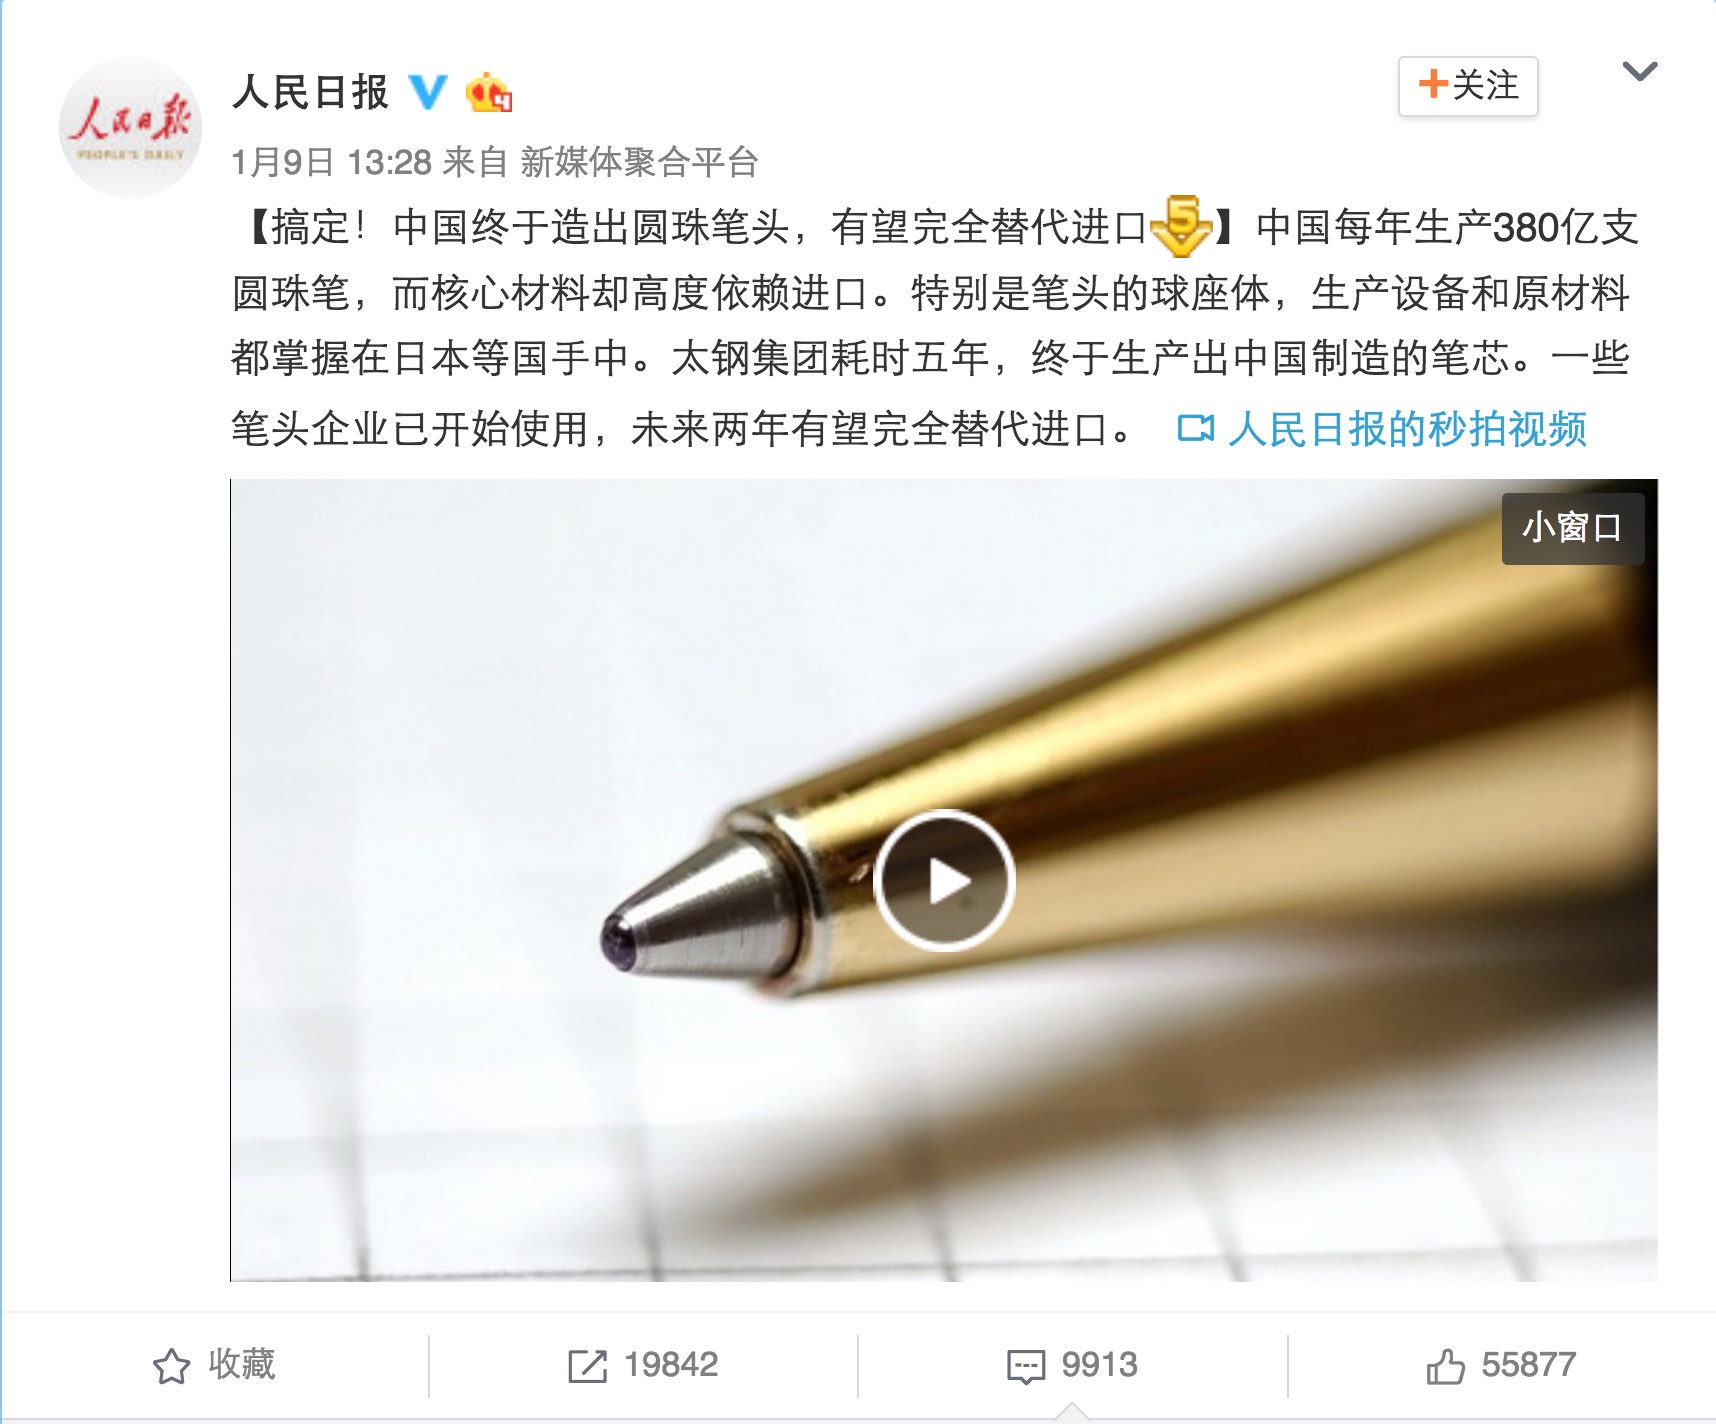 人民日报
人民日报
PEOPLE'S DAILY
+关注
1月9日 13:28 来自 新媒体聚合平台
【搞定！中国终于造出圆珠笔头，有望完全替代进口5】中国每年生产380亿支
圆珠笔，而核心材料却高度依赖进口。特别是笔头的球座体，生产设备和原材料
都掌握在日本等国手中。太钢集团耗时五年，终于生产出中国制造的笔芯。一些
笔头企业已开始使用，未来两年有望完全替代进口。 人民日报的秒拍视频
小窗口
收藏 19842 9913 55877